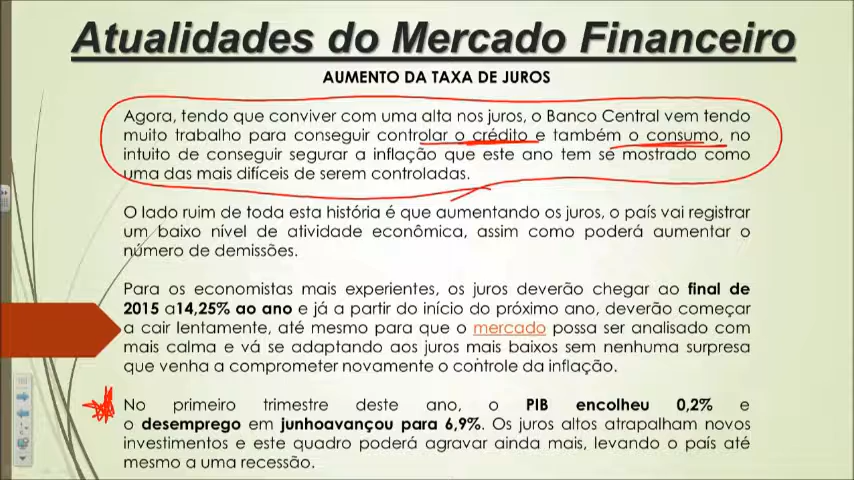 Atualidades do Mercado Financeiro
AUMENTO DA TAXA DE JUROS
Agora, tendo que conviver com uma alta nos juros, o Banco Central vem tendo
muito trabalho para conseguir controlar o crédito e também o consumo, no
intuito de conseguir segurar a inflação que este ano tem se mostrado como
uma das mais difíceis de serem controladas.
O lado ruim de toda esta história é que aumentando os juros, o país vai registrar
um baixo nível de atividade econômica, assim como poderá aumentar o
número de demissões.
Para os economistas mais experientes, os juros deverão chegar ao final de
2015 a14,25% ao ano e já a partir do início do próximo ano, deverão começar
a cair lentamente, até mesmo para que o mercado possa ser analisado com
mais calma e vá se adaptando aos juros mais baixos sem nenhuma surpresa
que venha a comprometer novamente o controle da inflação.
No primeiro trimestre deste ano, o PIB encolheu 0,2% e
o desemprego em junhoavançou para 6,9%. Os juros altos atrapalham novos
investimentos e este quadro poderá agravar ainda mais, levando o país até
mesmo a uma recessão.